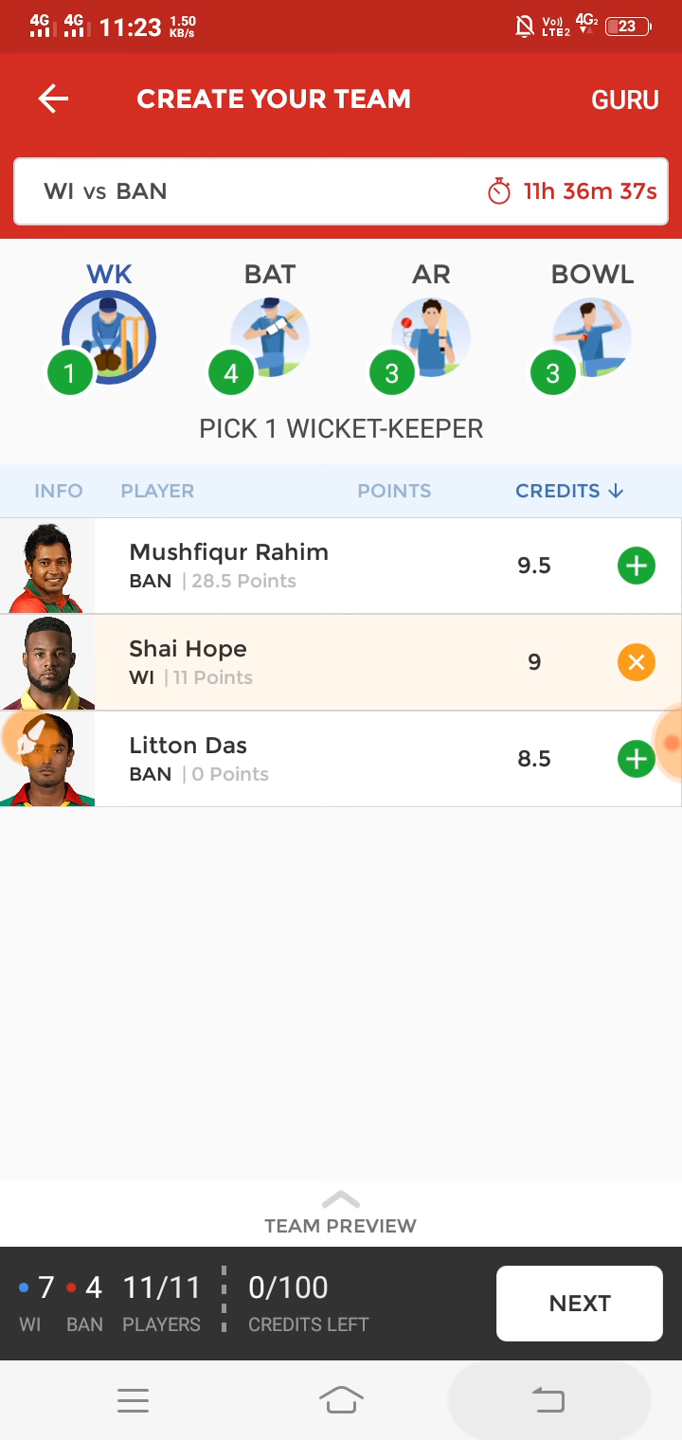 4G 4G 11:23 1.50 KB/s Vo)) LTE2 4G2 23
CREATE YOUR TEAM GURU
WI vs BAN 11h 36m 37s
WK BAT AR BOWL
1 4 3 3
PICK 1 WICKET-KEEPER
INFO PLAYER POINTS CREDITS
Mushfiqur Rahim
BAN | 28.5 Points 9.5
Shai Hope
WI | 11 Points 9
Litton Das
BAN | 0 Points 8.5
TEAM PREVIEW
7 4 11/11 0/100
WI BAN PLAYERS CREDITS LEFT
NEXT